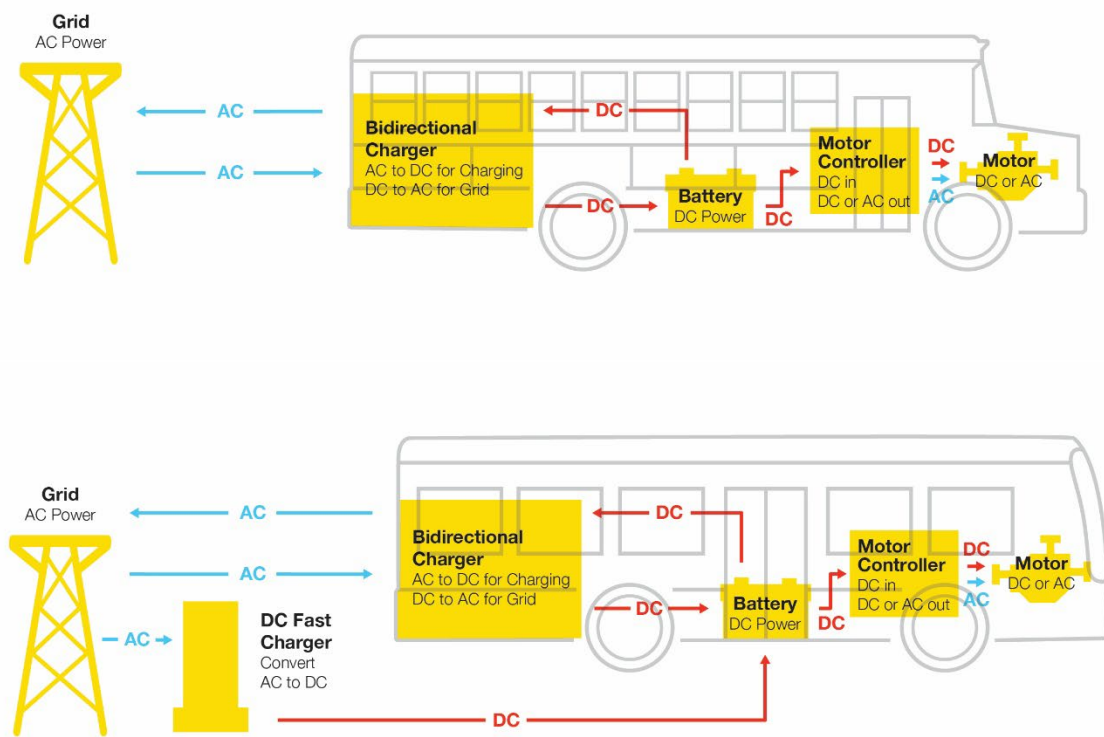 Grid
AC Power
AC
AC
Bidirectional
Charger
AC to DC for Charging
DC to AC for Grid
DC
DC
Battery
DC Power
DC
Motor
Controller
DC in
DC or AC out
DC
AC
Motor
DC or AC
Grid
AC Power
AC
AC
AC
DC Fast
Charger
Convert
AC to DC
Bidirectional
Charger
AC to DC for Charging
DC to AC for Grid
DC
DC
DC
Battery
DC Power
DC
Motor
Controller
DC in
DC or AC out
DC
AC
Motor
DC or AC